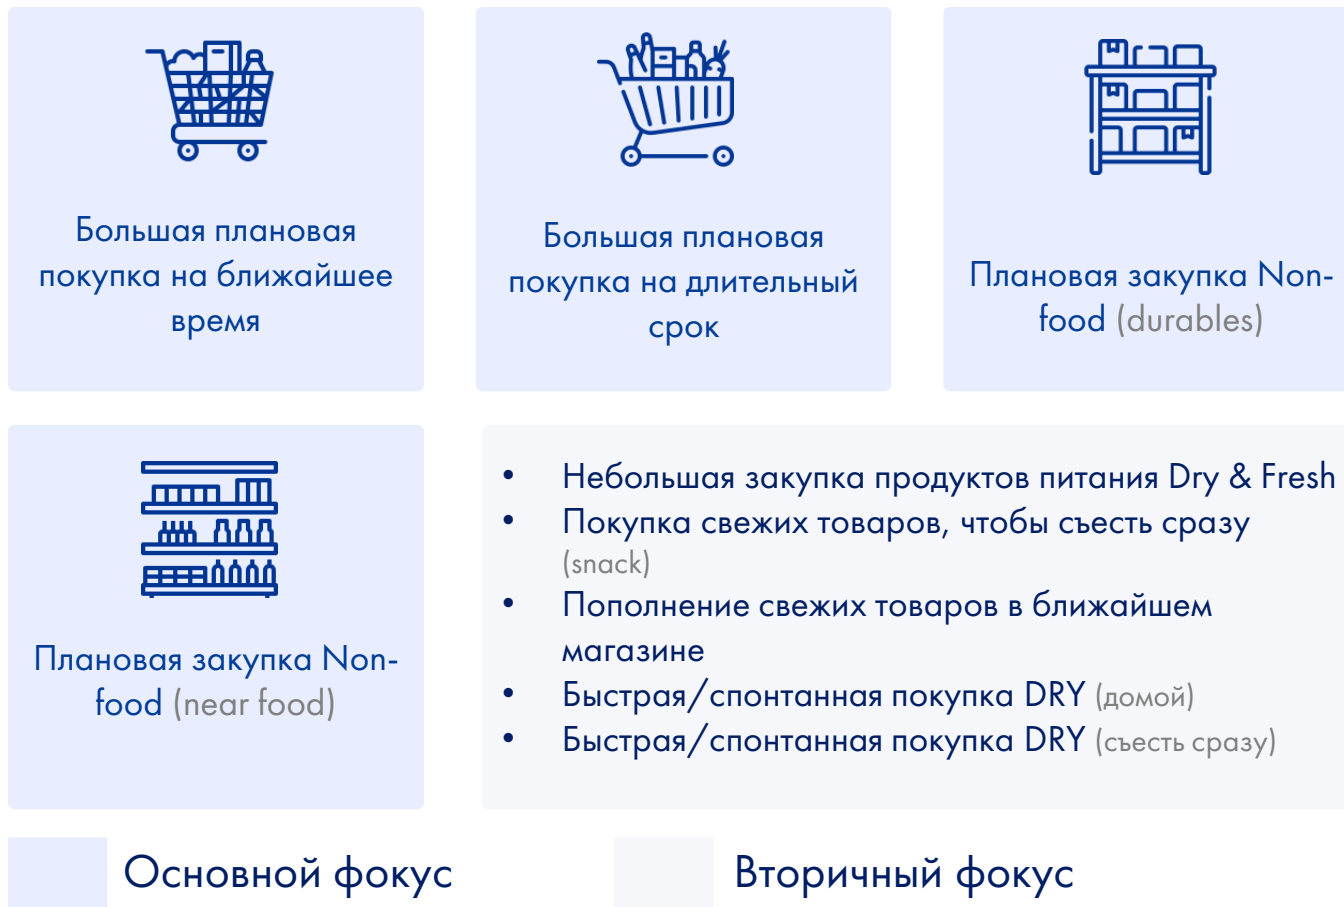 Большая плановая
покупка на ближайшее
время
Большая плановая
покупка на длительный
срок
Плановая закупка Non-
food (durables)
Плановая закупка Non-
food (near food)
• Небольшая закупка продуктов питания Dry & Fresh
• Покупка свежих товаров, чтобы съесть сразу
(snack)
• Пополнение свежих товаров в ближайшем
магазине
• Быстрая/спонтанная покупка DRY (домой)
• Быстрая/спонтанная покупка DRY (съесть сразу)
Основной фокус
Вторичный фокус